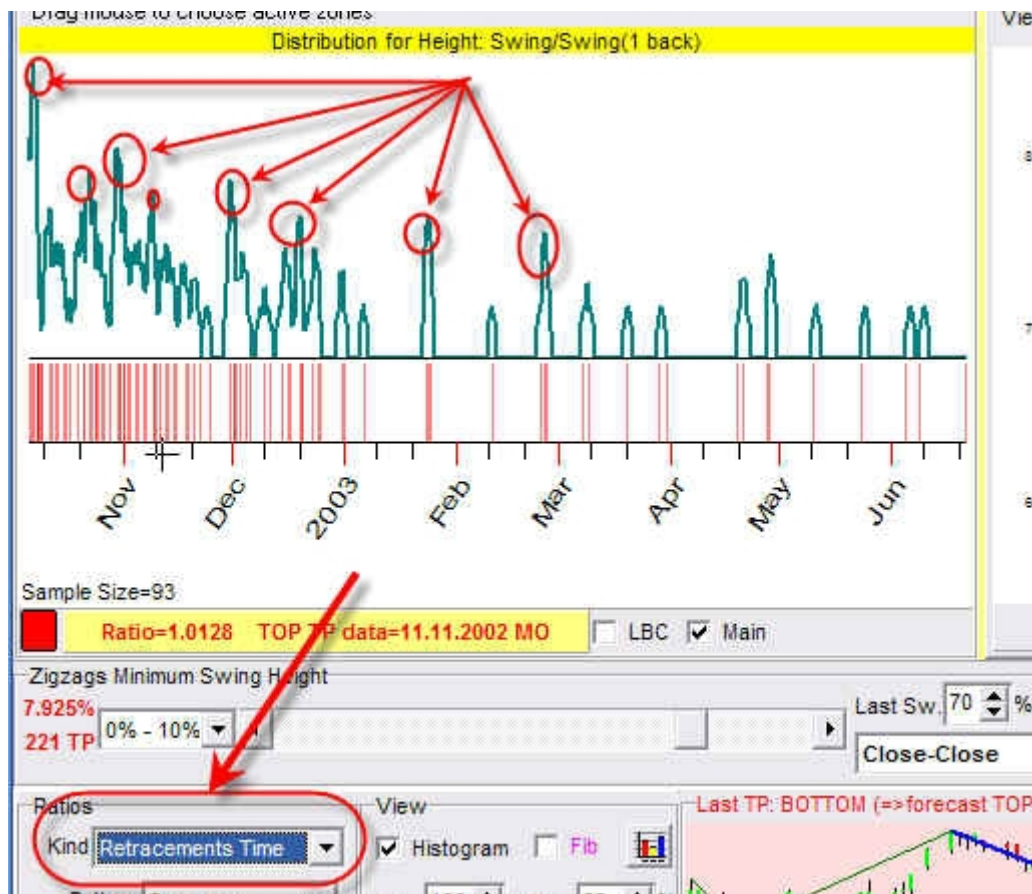 Drag mouse to choose active zones
Distribution for Height: Swing/Swing(1 back)
Nov
Dec
2003
Feb
Mar
Apr
May
Jun
Sample Size=93
Ratio=1.0128 TOP TP data=11.11.2002 MO
LBC
Main
Zigzags Minimum Swing Height
7.925%
221 TP
0% - 10%
Last Sw.
70
%
Close-Close
Ratios
Kind
Retracements Time
View
Histogram
Fib
Last TP: BOTTOM (=>forecast TOP